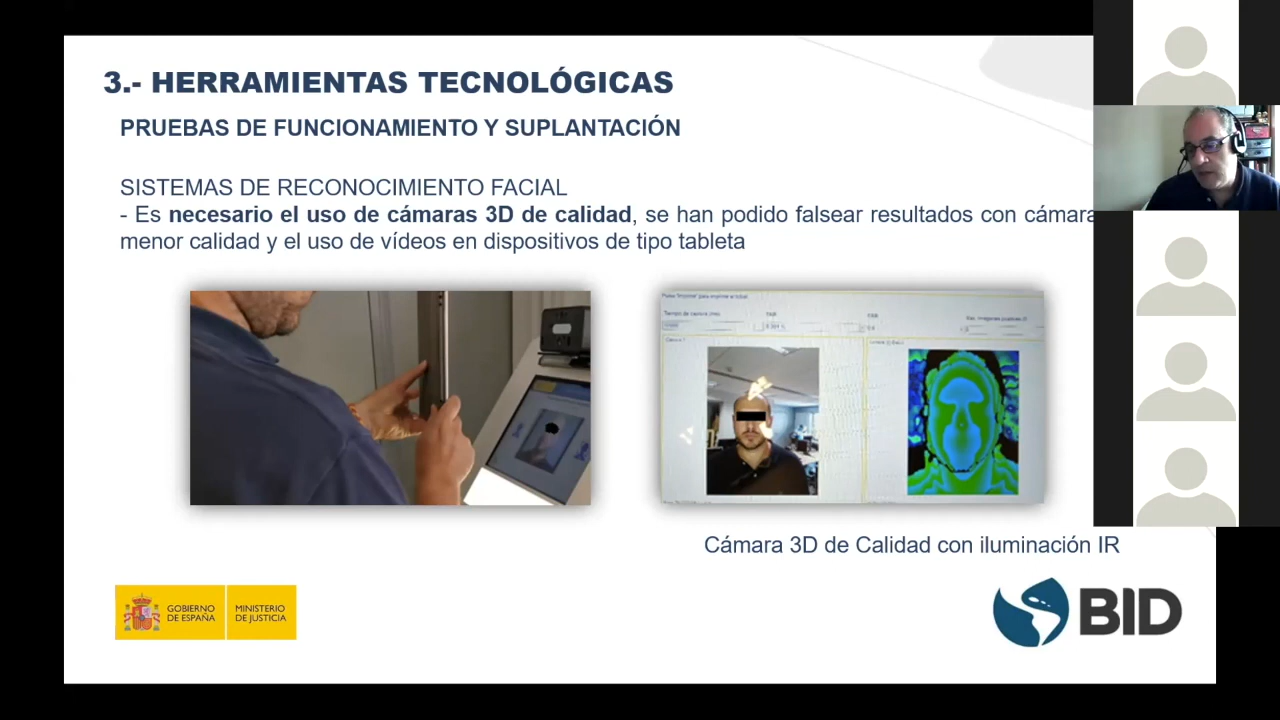 3.- HERRAMIENTAS TECNOLÓGICAS
PRUEBAS DE FUNCIONAMIENTO Y SUPLANTACIÓN
SISTEMAS DE RECONOCIMIENTO FACIAL
- Es necesario el uso de cámaras 3D de calidad, se han podido falsear resultados con cámara
menor calidad y el uso de vídeos en dispositivos de tipo tableta
Cámara 3D de Calidad con iluminación IR
GOBIERNO
DE ESPAÑA
MINISTERIO
DE JUSTICIA
BID